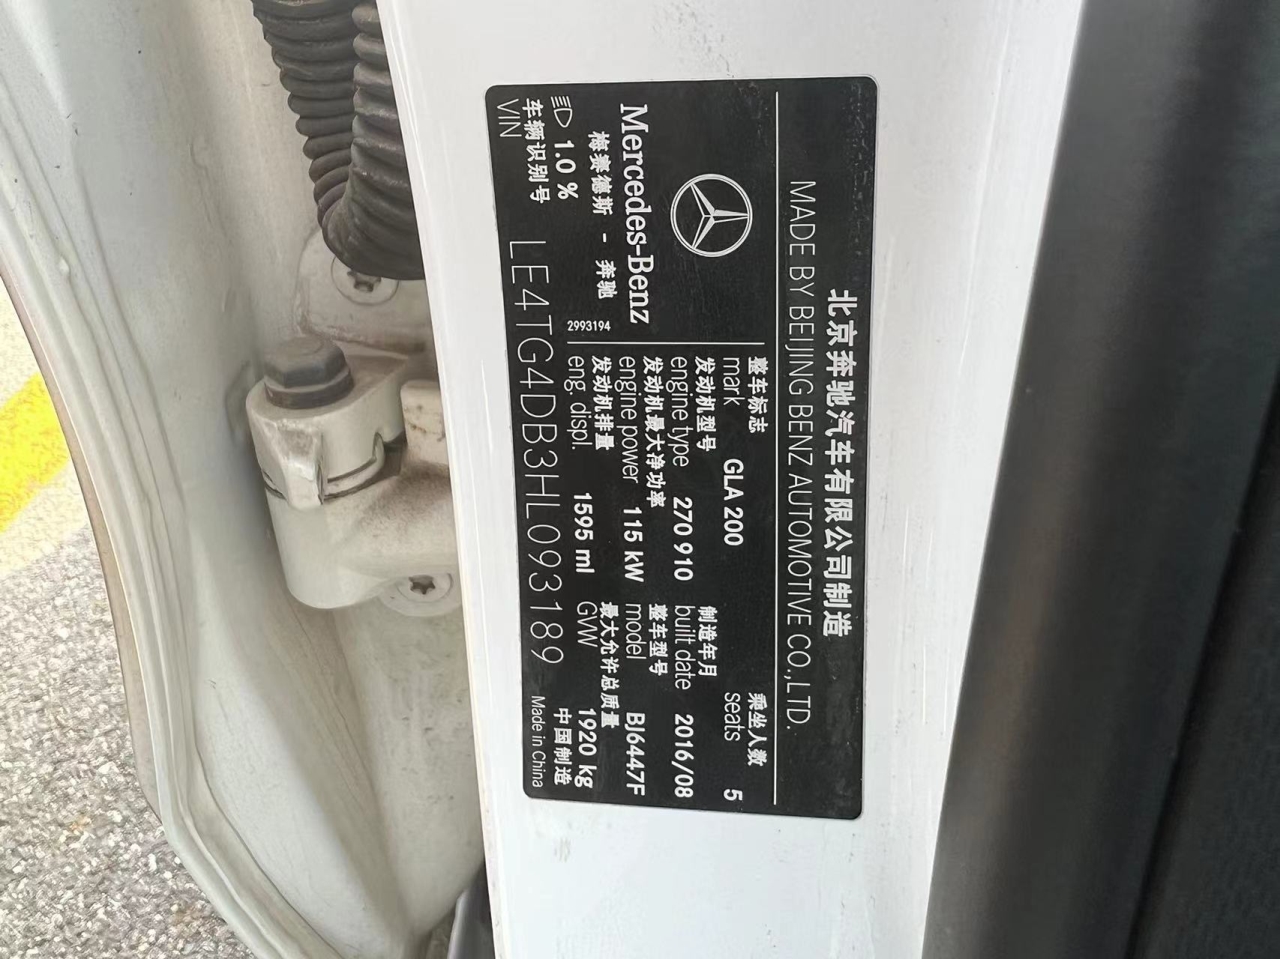 北京奔驰汽车有限公司制造
MADE BY BEIJING BENZ AUTOMOTIVE CO.,LTD.
整车标志
mark GLA 200
乘坐人数
seats 5
发动机型号
engine type 270 910
制造年月
built date 2016/08
发动机最大净功率
engine power 115 kW
整车型号
model BJ6447F
发动机排量
eng. displ. 1595 ml
最大允许总质量
GVW 1920 kg
Mercedes-Benz
梅赛德斯 - 奔驰
2993194
1.0 %
车辆识别号
VIN LE4TG4DB3HL093189
中国制造
Made in China